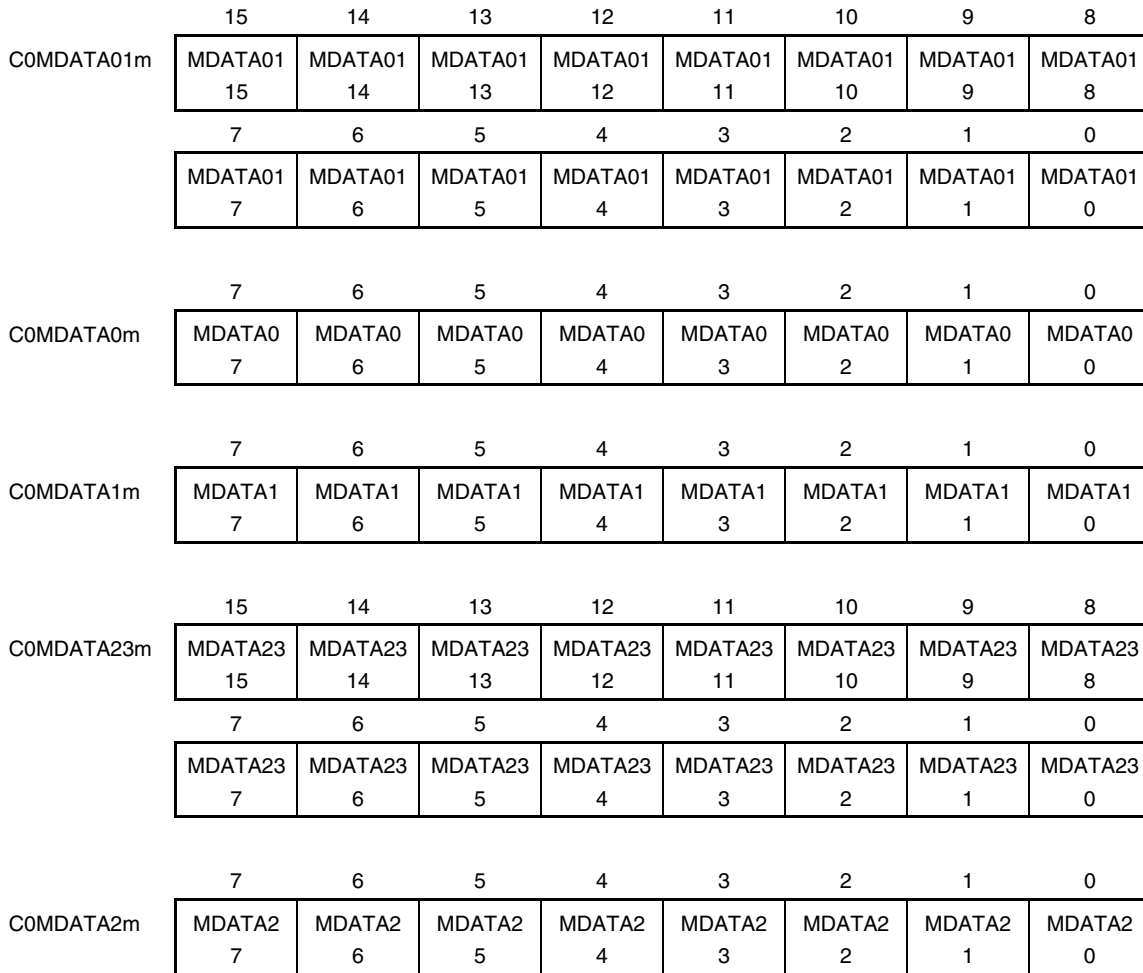 15 14 13 12 11 10 9 8
C0MDATA01m MDATA01 MDATA01 MDATA01 MDATA01 MDATA01 MDATA01 MDATA01 MDATA01
15 14 13 12 11 10 9 8
7 6 5 4 3 2 1 0
MDATA01 MDATA01 MDATA01 MDATA01 MDATA01 MDATA01 MDATA01 MDATA01
7 6 5 4 3 2 1 0
7 6 5 4 3 2 1 0
C0MDATA0m MDATA0 MDATA0 MDATA0 MDATA0 MDATA0 MDATA0 MDATA0 MDATA0
7 6 5 4 3 2 1 0
7 6 5 4 3 2 1 0
C0MDATA1m MDATA1 MDATA1 MDATA1 MDATA1 MDATA1 MDATA1 MDATA1 MDATA1
7 6 5 4 3 2 1 0
15 14 13 12 11 10 9 8
C0MDATA23m MDATA23 MDATA23 MDATA23 MDATA23 MDATA23 MDATA23 MDATA23 MDATA23
15 14 13 12 11 10 9 8
7 6 5 4 3 2 1 0
MDATA23 MDATA23 MDATA23 MDATA23 MDATA23 MDATA23 MDATA23 MDATA23
7 6 5 4 3 2 1 0
7 6 5 4 3 2 1 0
C0MDATA2m MDATA2 MDATA2 MDATA2 MDATA2 MDATA2 MDATA2 MDATA2 MDATA2
7 6 5 4 3 2 1 0